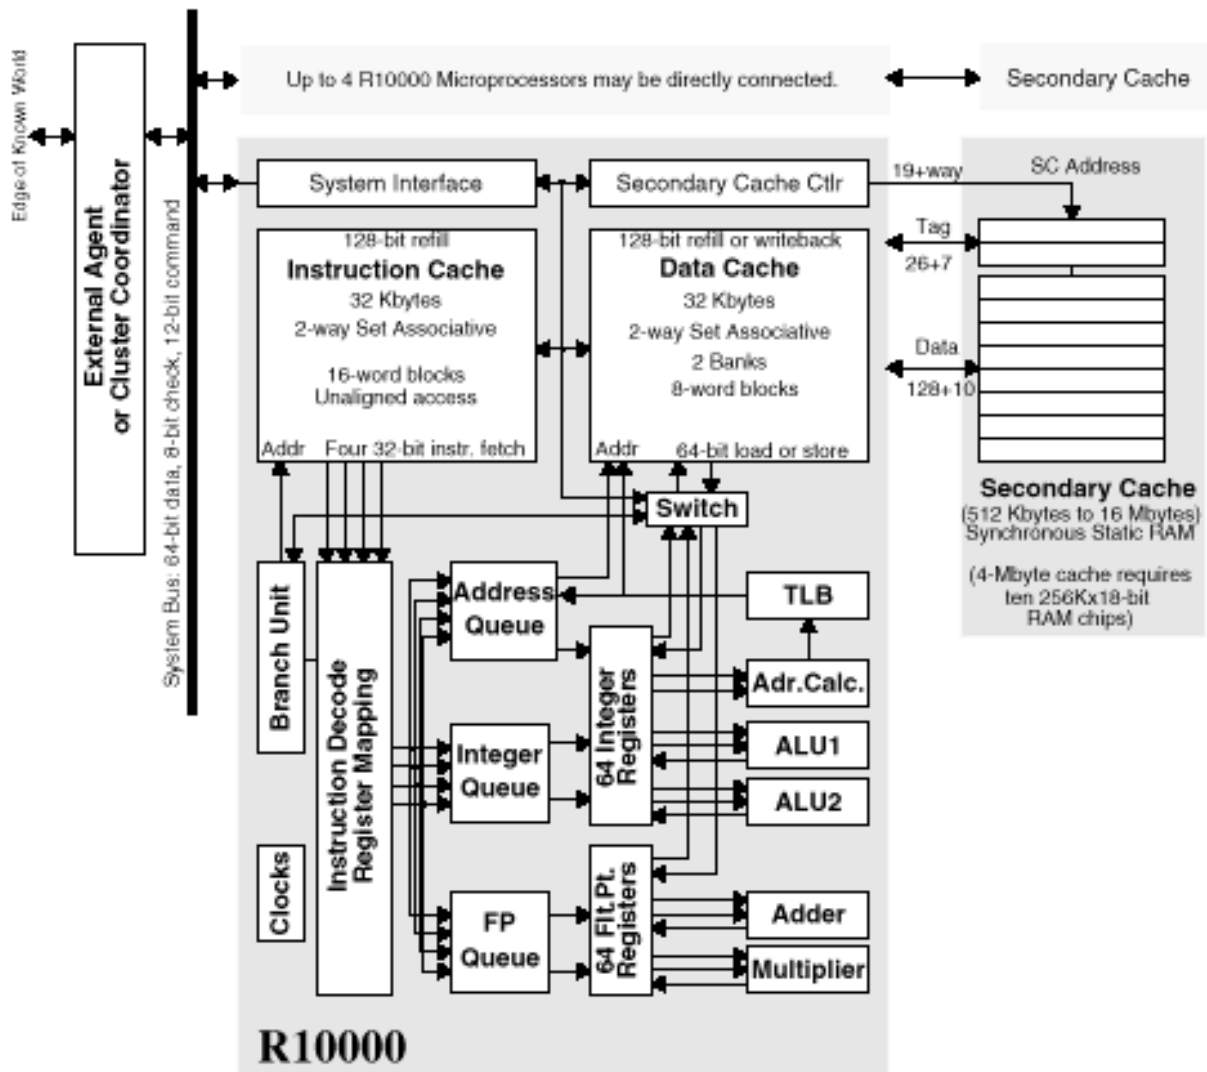 Edge of Known World
External Agent
or Cluster Coordinator
System Bus: 64-bit data, 8-bit check, 12-bit command
Up to 4 R10000 Microprocessors may be directly connected.
Secondary Cache
System Interface
Secondary Cache Ctlr
19+way
SC Address
128-bit refill
Instruction Cache
32 Kbytes
2-way Set Associative
16-word blocks
Unaligned access
Addr
Four 32-bit instr. fetch
128-bit refill or writeback
Data Cache
32 Kbytes
2-way Set Associative
2 Banks
8-word blocks
Addr
64-bit load or store
Tag
26+7
Data
128+10
Secondary Cache
(512 Kbytes to 16 Mbytes)
Synchronous Static RAM
(4-Mbyte cache requires
ten 256Kx18-bit
RAM chips)
Switch
Branch Unit
Clocks
Instruction Decode
Register Mapping
Address
Queue
Integer
Queue
FP
Queue
64 Integer
Registers
64 Flt.Pt.
Registers
TLB
Adr.Calc.
ALU1
ALU2
Adder
Multiplier
R10000